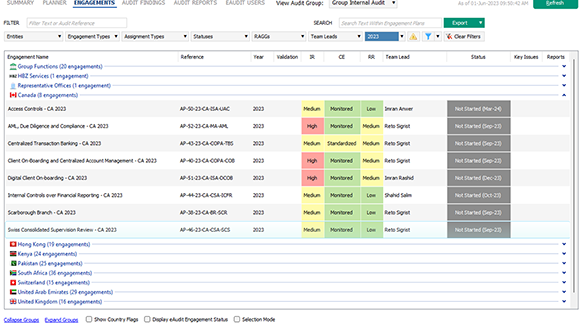 SUMMARY PLANNER ENGAGEMENTS AUDIT FINDINGS AUDIT REPORTS EAUDIT USERS View Audit Group: Group Internal Audit As of 01-Jun-2023 09:50:42 AM Refresh
FILTER Filter Text or Audit Reference SEARCH Search Text Within Engagement Plans Export
Entities Engagement Types Assignment Types Statuses RAGGs Team Leads 2023 Clear Filters
Engagement Name Reference Year Validation IR CE RR Team Lead Status Key Issues Reports
Group Functions (20 engagements)
HBZ Services (1 engagement)
Representative Offices (1 engagement)
Canada (8 engagements)
Access Controls - CA 2023 AP-50-23-CA-ISA-UAC 2023 Medium Monitored Low Imran Anwer Not Started (Mar-24)
AML, Due Diligence and Compliance - CA 2023 AP-52-23-CA-MA-AML 2023 High Monitored Medium Reto Sigrist Not Started (Sep-23)
Centralized Transaction Banking - CA 2023 AP-43-23-CA-COPA-TBS 2023 Medium Standardized Medium Reto Sigrist Not Started (Sep-23)
Client On-Boarding and Centralized Account Management - CA 2023 AP-40-23-CA-COPA-COB 2023 High Monitored Medium Reto Sigrist Not Started (Sep-23)
Digital Client On-boarding - CA 2023 AP-51-23-CA-ISA-DCOB 2023 High Monitored Medium Imran Rashid Not Started (Dec-23)
Internal Controls over Financial Reporting - CA 2023 AP-44-23-CA-CSA-ICFR 2023 Medium Monitored Low Shahid Salim Not Started (Oct-23)
Scarborough Branch - CA 2023 AP-38-23-CA-BR-SCR 2023 Medium Monitored Low Reto Sigrist Not Started (Sep-23)
Swiss Consolidated Supervision Review - CA 2023 AP-46-23-CA-CSA-SCS 2023 Medium Monitored Low Reto Sigrist Not Started (Sep-23)
Hong Kong (19 engagements)
Kenya (24 engagements)
Pakistan (25 engagements)
South Africa (36 engagements)
Switzerland (15 engagements)
United Arab Emirates (29 engagements)
United Kingdom (16 engagements)
Collapse Groups Expand Groups Show Country Flags Display eAudit Engagement Status Selection Mode